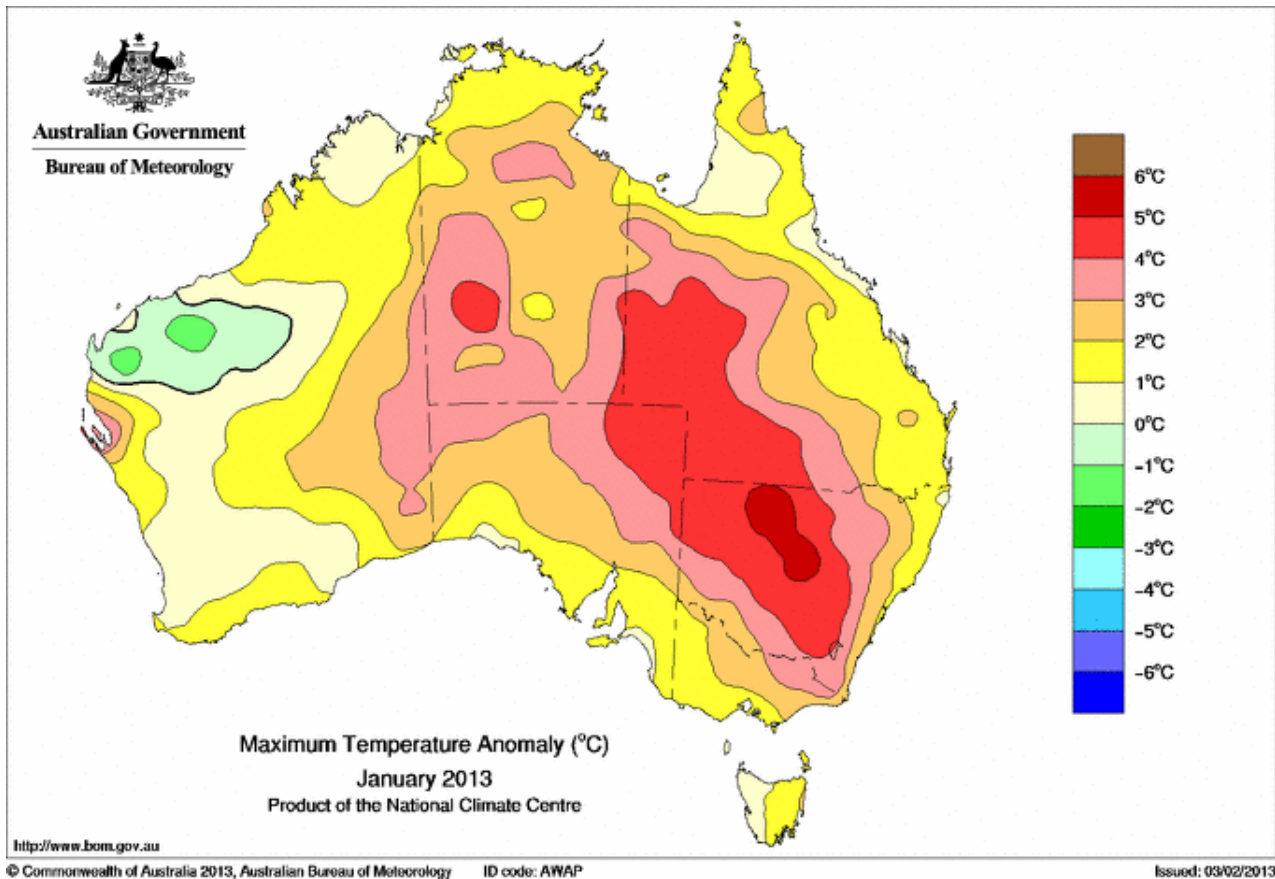 Australian Government
Bureau of Meteorology
6°C
5°C
4°C
3°C
2°C
1°C
0°C
-1°C
-2°C
-3°C
-4°C
-5°C
-6°C
Maximum Temperature Anomaly (°C)
January 2013
Product of the National Climate Centre
http://www.bom.gov.au
© Commonwealth of Australia 2013, Australian Bureau of Meteorology ID code: AWAP Issued: 03/02/2013